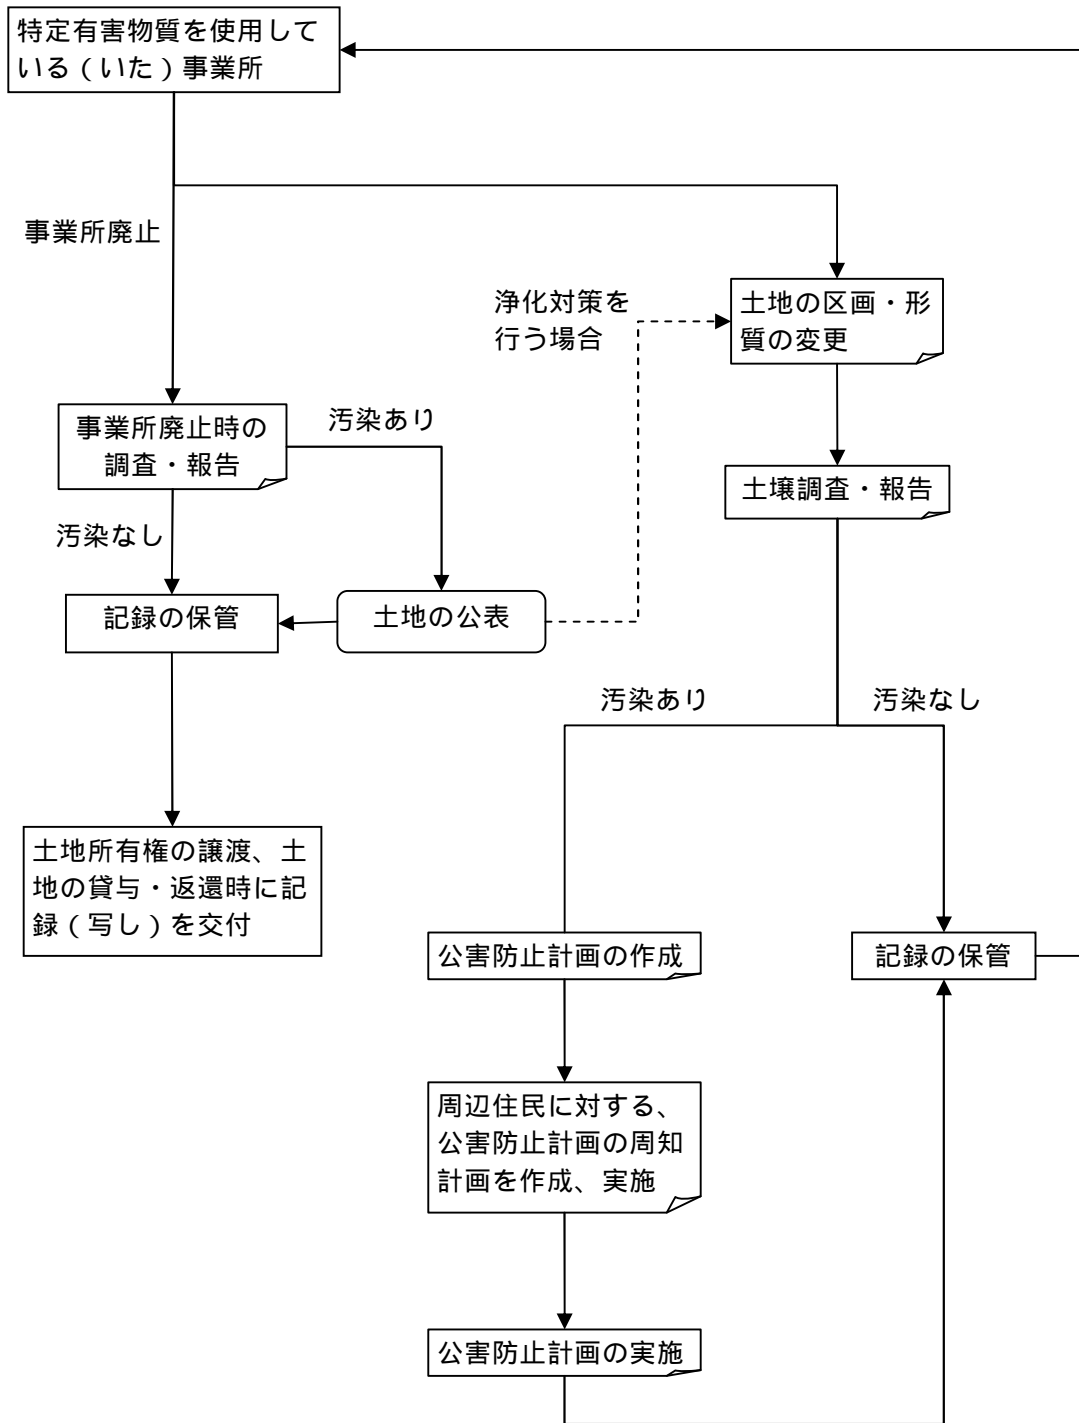 特定有害物質を使用して
いる（いた）事業所
事業所廃止
浄化対策を
行う場合
土地の区画・形
質の変更
事業所廃止時の
調査・報告
汚染あり
土壌調査・報告
汚染なし
記録の保管
土地の公表
汚染あり
汚染なし
土地所有権の譲渡、土
地の貸与・返還時に記
録（写し）を交付
公害防止計画の作成
記録の保管
周辺住民に対する、
公害防止計画の周知
計画を作成、実施
公害防止計画の実施